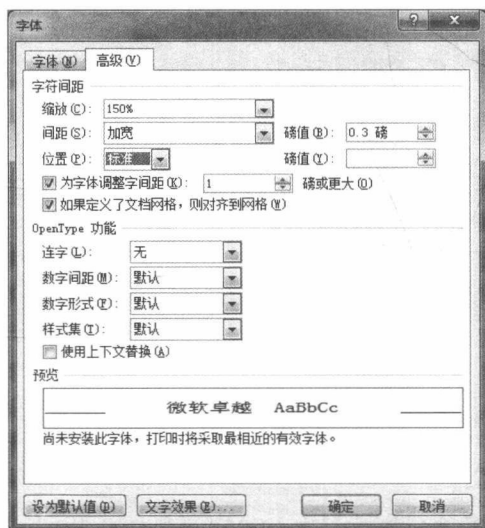 字体
字体(N) 高级(V)
字符间距
缩放(C): 150%
间距(S): 加宽 磅值(B): 0.3 磅
位置(P): 标准 磅值(Y):
为字体调整字间距(K): 1 磅或更大(O)
如果定义了文档网格，则对齐到网格(W)
OpenType 功能
连字(L): 无
数字间距(M): 默认
数字形式(F): 默认
样式集(T): 默认
使用上下文替换(A)
预览
微软卓越 AaBbCc
尚未安装此字体，打印时将采取最相近的有效字体。
设为默认值(D) 文字效果(E)... 确定 取消